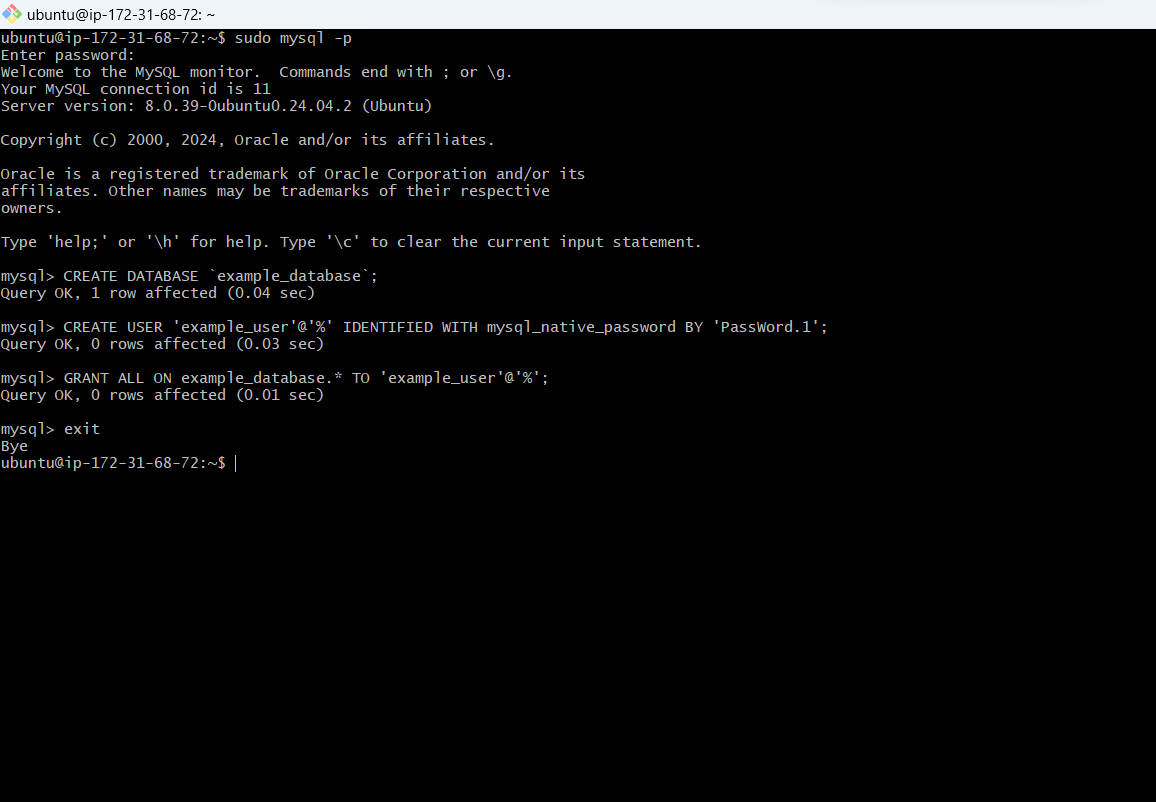 ubuntu@ip-172-31-68-72: ~
ubuntu@ip-172-31-68-72:~$ sudo mysql -p
Enter password:
Welcome to the MySQL monitor.  Commands end with ; or \g.
Your MySQL connection id is 11
Server version: 8.0.39-0ubuntu0.24.04.2 (Ubuntu)

Copyright (c) 2000, 2024, Oracle and/or its affiliates.

Oracle is a registered trademark of Oracle Corporation and/or its
affiliates. Other names may be trademarks of their respective
owners.

Type 'help;' or '\h' for help. Type '\c' to clear the current input statement.

mysql> CREATE DATABASE `example_database`;
Query OK, 1 row affected (0.04 sec)

mysql> CREATE USER 'example_user'@'%' IDENTIFIED WITH mysql_native_password BY 'PassWord.1';
Query OK, 0 rows affected (0.03 sec)

mysql> GRANT ALL ON example_database.* TO 'example_user'@'%';
Query OK, 0 rows affected (0.01 sec)

mysql> exit
Bye
ubuntu@ip-172-31-68-72:~$